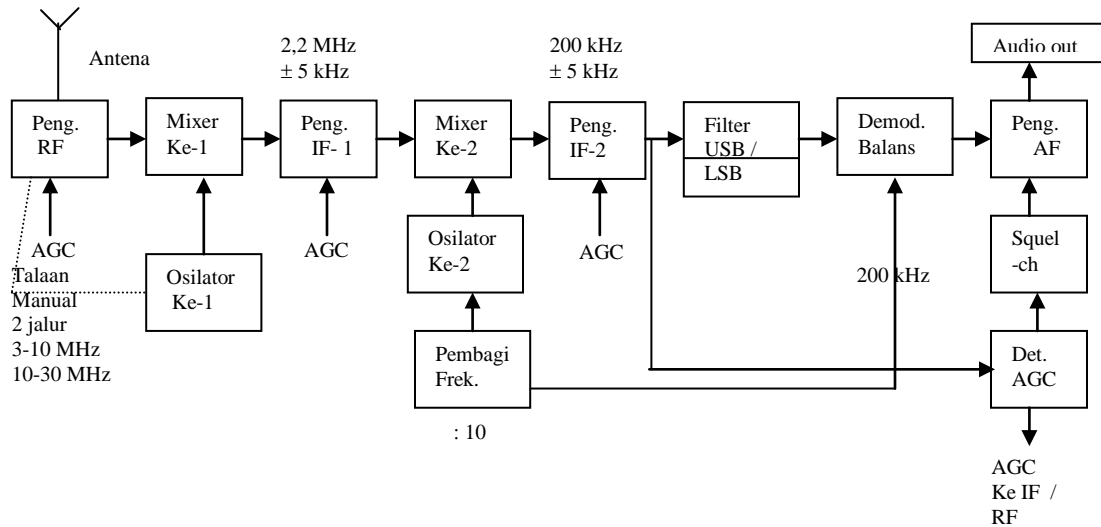 Antena
2,2 MHz
± 5 kHz
200 kHz
± 5 kHz
Audio out
Peng.
RF
Mixer
Ke-1
Peng.
IF- 1
Mixer
Ke-2
Peng.
IF-2
Filter
USB /
LSB
Demod.
Balans
Peng.
AF
AGC
Talaan
Manual
2 jalur
3-10 MHz
10-30 MHz
Osilator
Ke-1
AGC
Osilator
Ke-2
AGC
200 kHz
Squel
-ch
Pembagi
Frek.
: 10
Det.
AGC
AGC
Ke IF /
RF